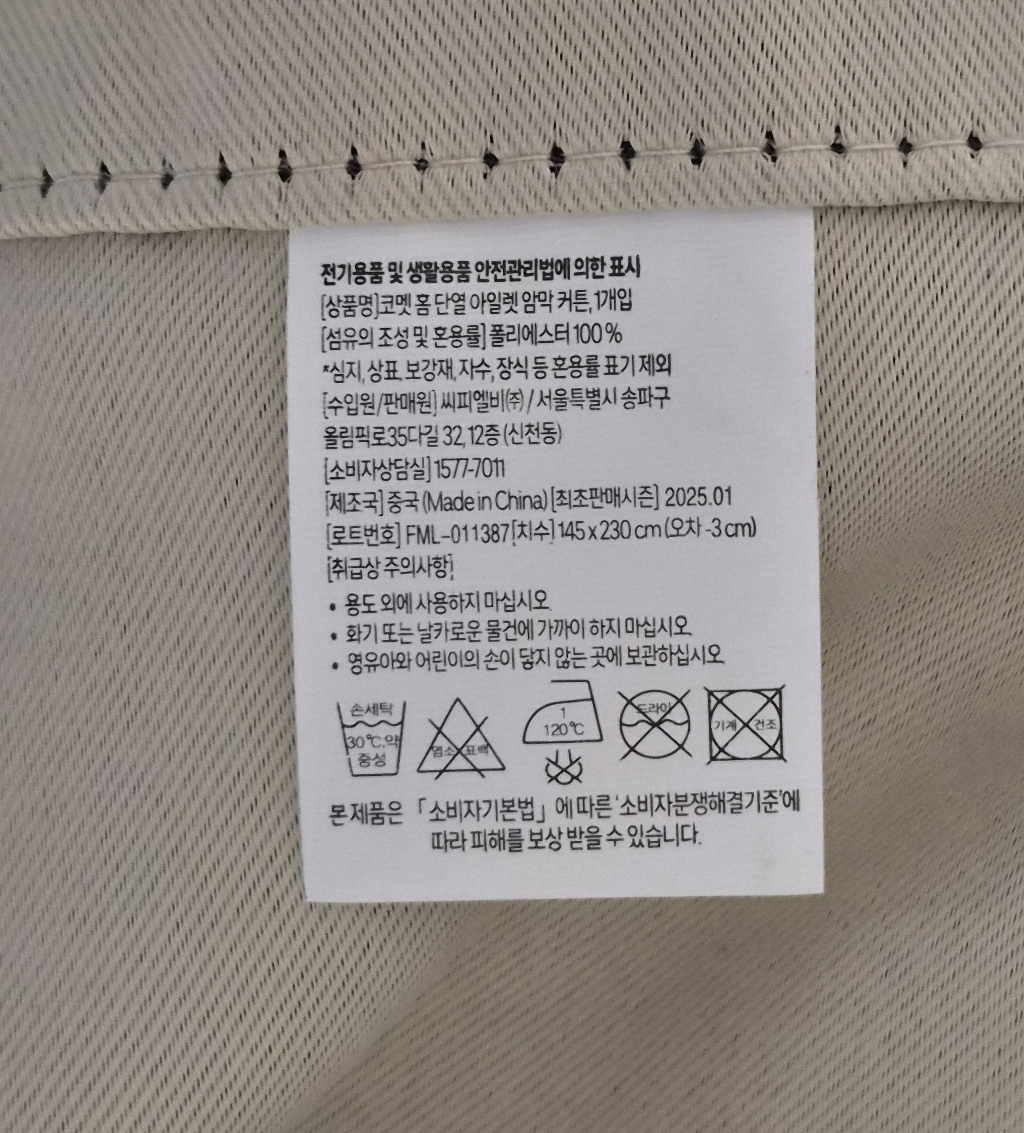 전기용품 및 생활용품 안전관리법에 의한 표시
[상품명]코멧 홈 단열 아일렛 암막 커튼, 1개입
[섬유의 조성 및 혼용률] 폴리에스터 100 %
*심지, 상표, 보강재, 자수, 장식 등 혼용률 표기 제외
[수입원/판매원] 씨피엘비㈜ / 서울특별시 송파구
올림픽로35다길 32, 12층 (신천동)
[소비자상담실] 1577-7011
[제조국] 중국 (Made in China) [최초판매시즌] 2025.01
[로트번호] FML-011387 [치수] 145 x 230 cm (오차 -3 cm)
[취급상 주의사항]
• 용도 외에 사용하지 마십시오.
• 화기 또는 날카로운 물건에 가까이 하지 마십시오.
• 영유아와 어린이의 손이 닿지 않는 곳에 보관하십시오.
손세탁
30℃,약
중성
염소 표백
1
120℃
드라이
기계 건조
본 제품은 「소비자기본법」에 따른 '소비자분쟁해결기준'에
따라 피해를 보상 받을 수 있습니다.